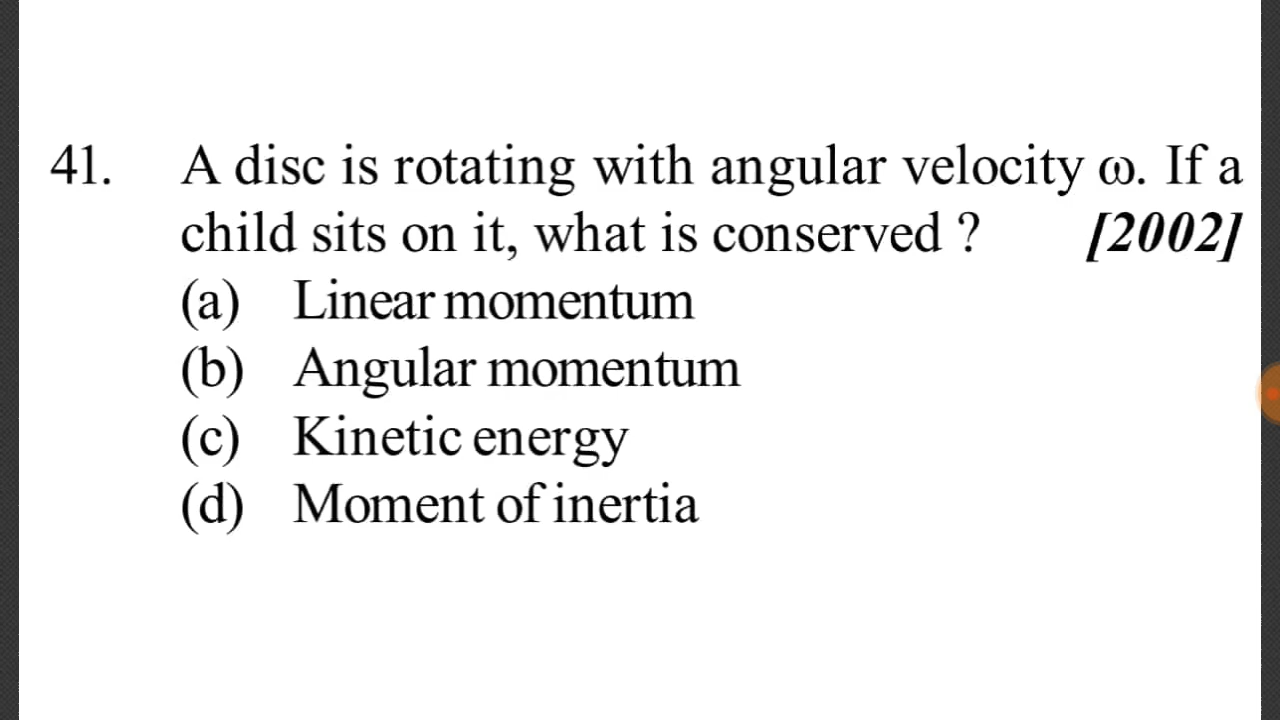 41. A disc is rotating with angular velocity ω. If a
child sits on it, what is conserved ? [2002]
(a) Linear momentum
(b) Angular momentum
(c) Kinetic energy
(d) Moment of inertia